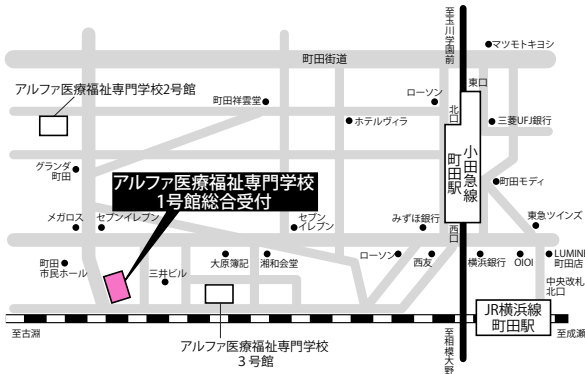 至玉川学園前
マツモトキヨシ
町田街道
東口
アルファ医療福祉専門学校2号館
町田祥雲堂
ローソン
北口
ホテルヴィラ
三菱UFJ銀行
小田急線
町田駅
グランダ
町田
アルファ医療福祉専門学校
1号館総合受付
町田モディ
メガロス
セブンイレブン
セブン
イレブン
みずほ銀行
西口
東急ツインズ
町田
市民ホール
三井ビル
大原簿記
湘和会堂
ローソン
西友
横浜銀行
OIOI
LUMINE
町田店
中央改札
北口
JR横浜線
町田駅
至古淵
アルファ医療福祉専門学校
3号館
至相模大野
至成瀬